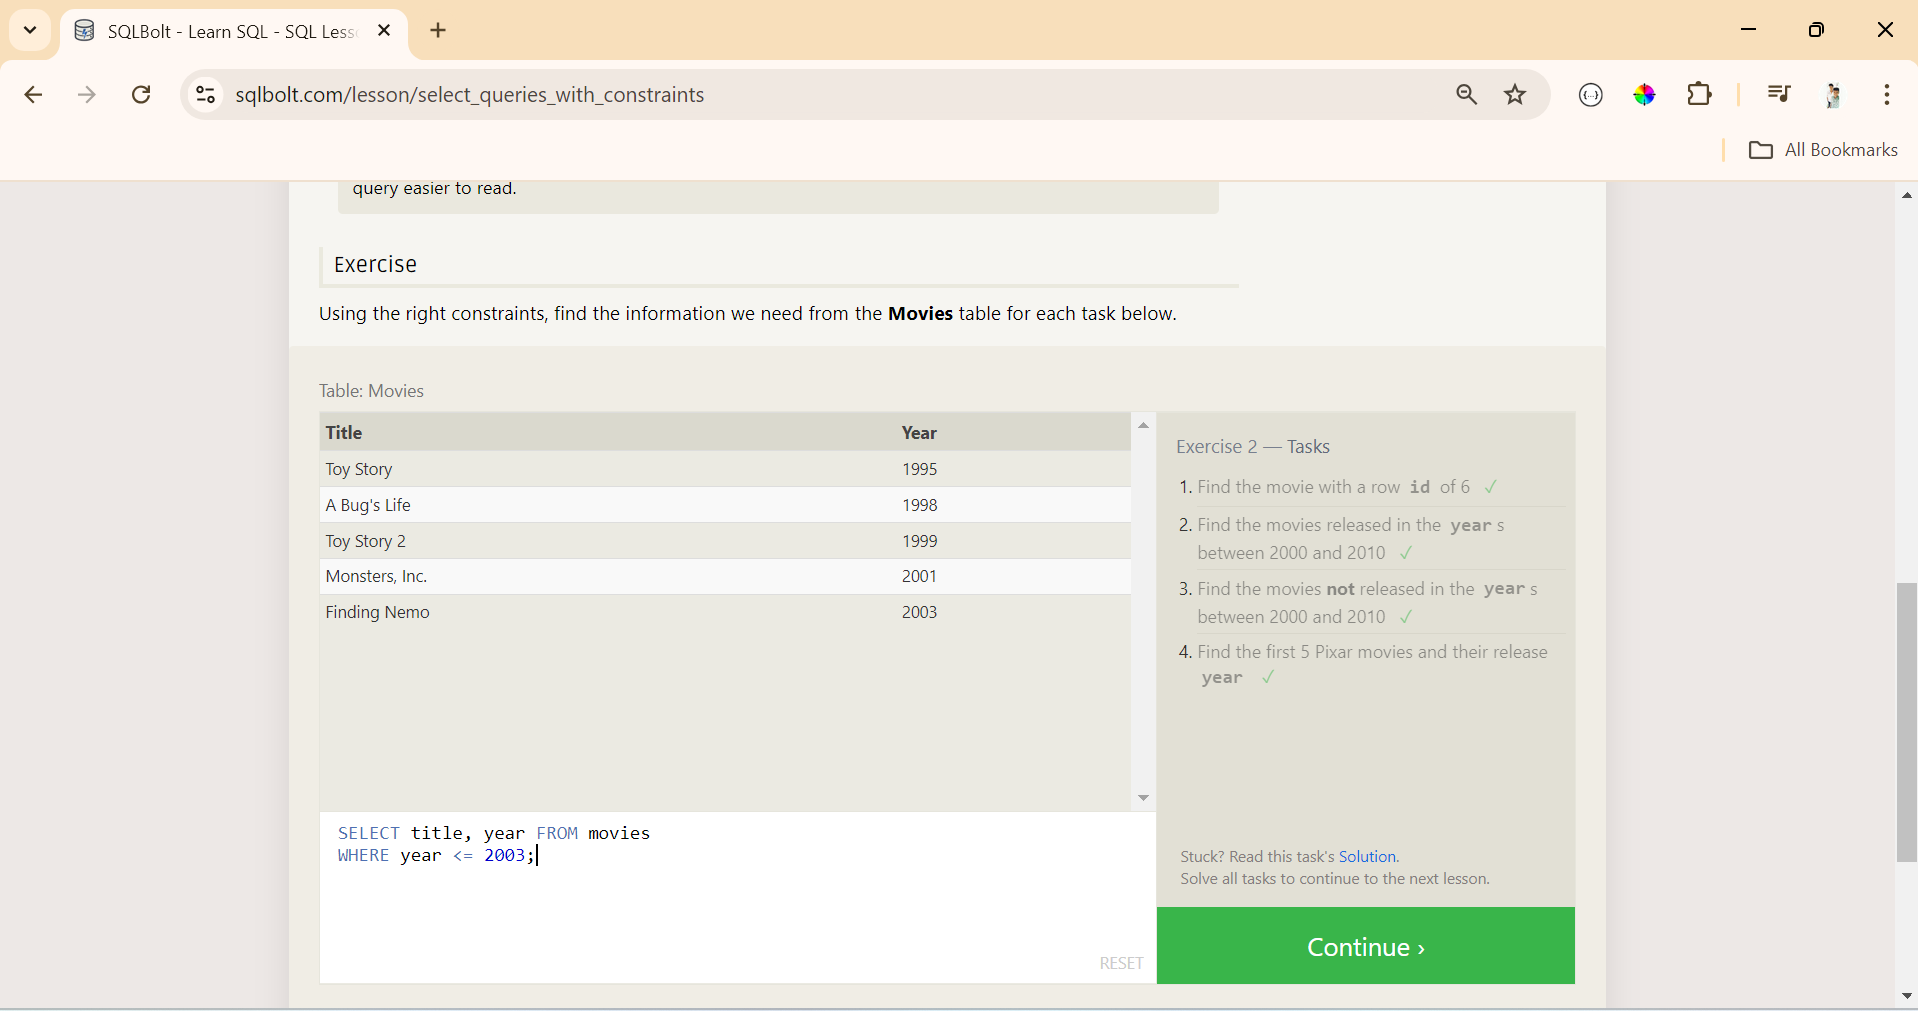 SQLBolt - Learn SQL - SQL Less
sqlbolt.com/lesson/select_queries_with_constraints
All Bookmarks
query easier to read.
Exercise
Using the right constraints, find the information we need from the Movies table for each task below.
Table: Movies
Title Year
Toy Story 1995
A Bug's Life 1998
Toy Story 2 1999
Monsters, Inc. 2001
Finding Nemo 2003
SELECT title, year FROM movies
WHERE year <= 2003;
RESET
Exercise 2 — Tasks
1. Find the movie with a row id of 6 ✓
2. Find the movies released in the year s
between 2000 and 2010 ✓
3. Find the movies not released in the year s
between 2000 and 2010 ✓
4. Find the first 5 Pixar movies and their release
year ✓
Stuck? Read this task's Solution.
Solve all tasks to continue to the next lesson.
Continue ›